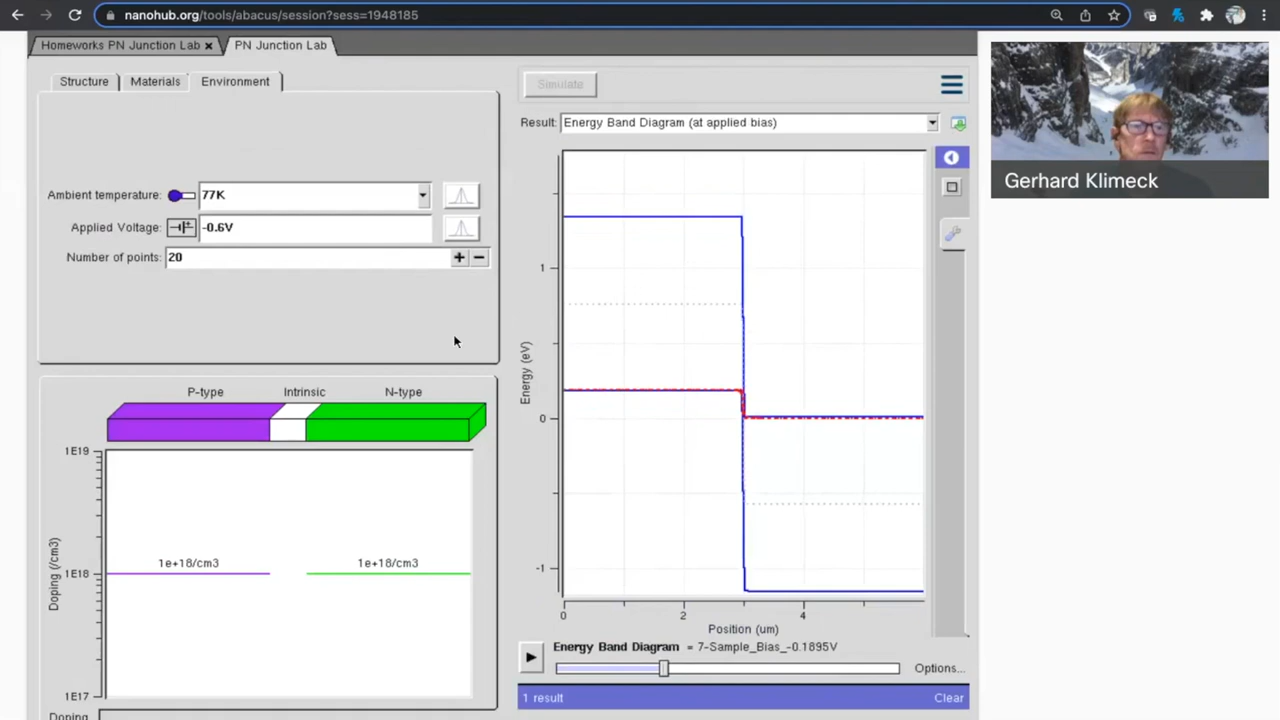 nanohub.org/tools/abacus/session?sess=1948185
Homeworks PN Junction Lab ×
PN Junction Lab
Structure
Materials
Environment
Ambient temperature:
77K
Applied Voltage:
-0.6V
Number of points:
20
+
−
P-type
Intrinsic
N-type
1E19
1e+18/cm3
1e+18/cm3
1E18
1E17
Doping (/cm3)
Doping
Simulate
Result:
Energy Band Diagram (at applied bias)
1
0
-1
Energy (eV)
0
2
4
Position (um)
Energy Band Diagram = 7-Sample_Bias_-0.1895V
Options...
1 result
Clear
Gerhard Klimeck